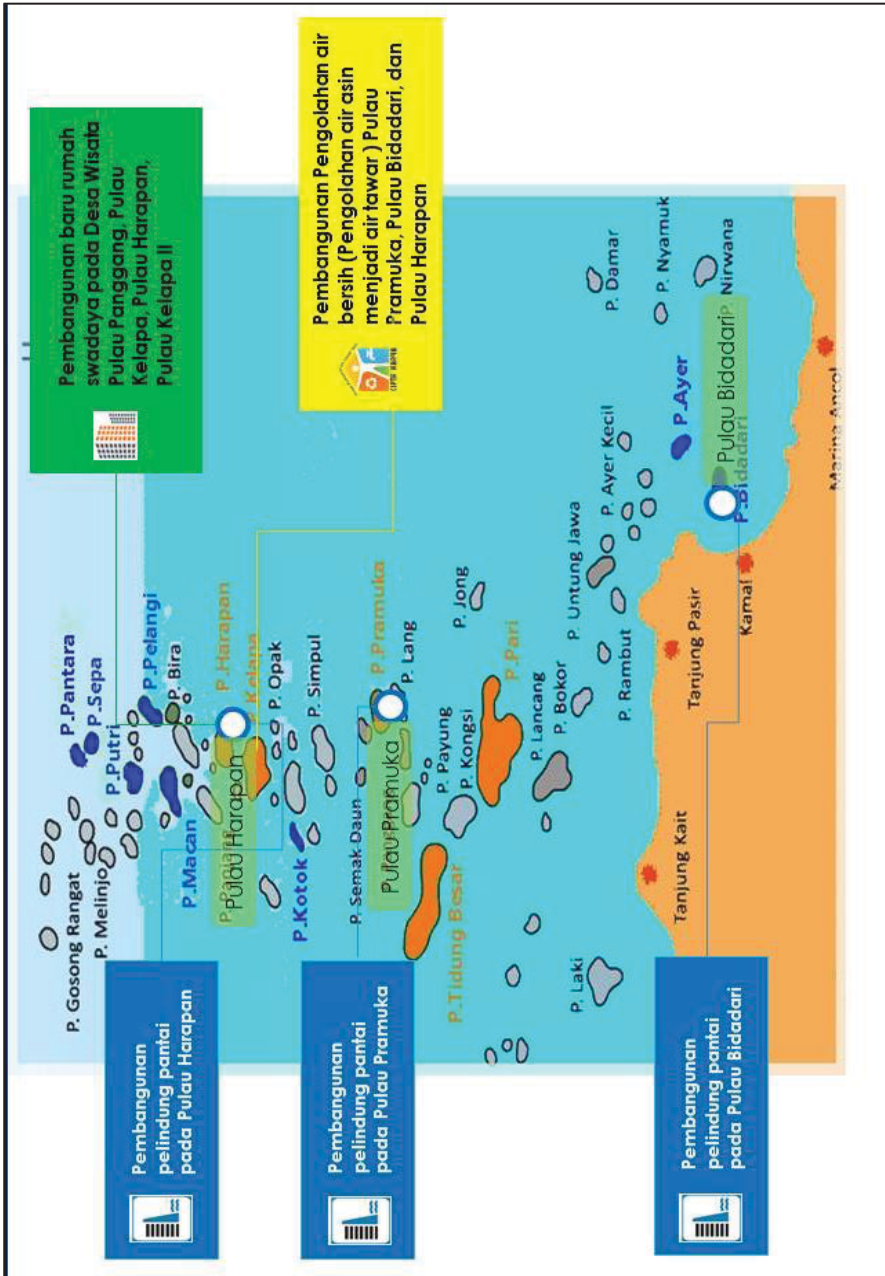 Pembangunan baru rumah
swadaya pada Desa Wisata
Pulau Panggang, Pulau
Kelapa, Pulau Harapan,
Pulau Kelapa II
Pembangunan Pengolahan air
bersih (Pengolahan air asin
menjadi air tawar ) Pulau
Pramuka, Pulau Bidadari, dan
Pulau Harapan
CIPTA KARYA
Pembangunan
pelindung pantai
pada Pulau Harapan
Pembangunan
pelindung pantai
pada Pulau Pramuka
Pembangunan
pelindung pantai
pada Pulau Bidadari
P. Gosong Rangat
P. Melinjo
P.Pantara
P.Sepa
P.Putri
P.Pelangi
P. Bira
P.Macan
P.Harapan
Kelapa
P.Panjang
Pulau Harapan
P. Opak
P.Kotok
P. Simpul
P. Semak Daun
P.Pramuka
P. Lang
Pulau Pramuka
P. Payung
P. Kongsi
P.Tidung Besar
P.Pari
P. Jong
P. Lancang
P. Bokor
P. Laki
P. Untung Jawa
P. Rambut
P. Ayer Kecil
P.Ayer
P. Damar
P. Nyamuk
P. Nirwana
Pulau Bidadari
P.Bidadari
Tanjung Kait
Tanjung Pasir
Kamal
Marina Ancol